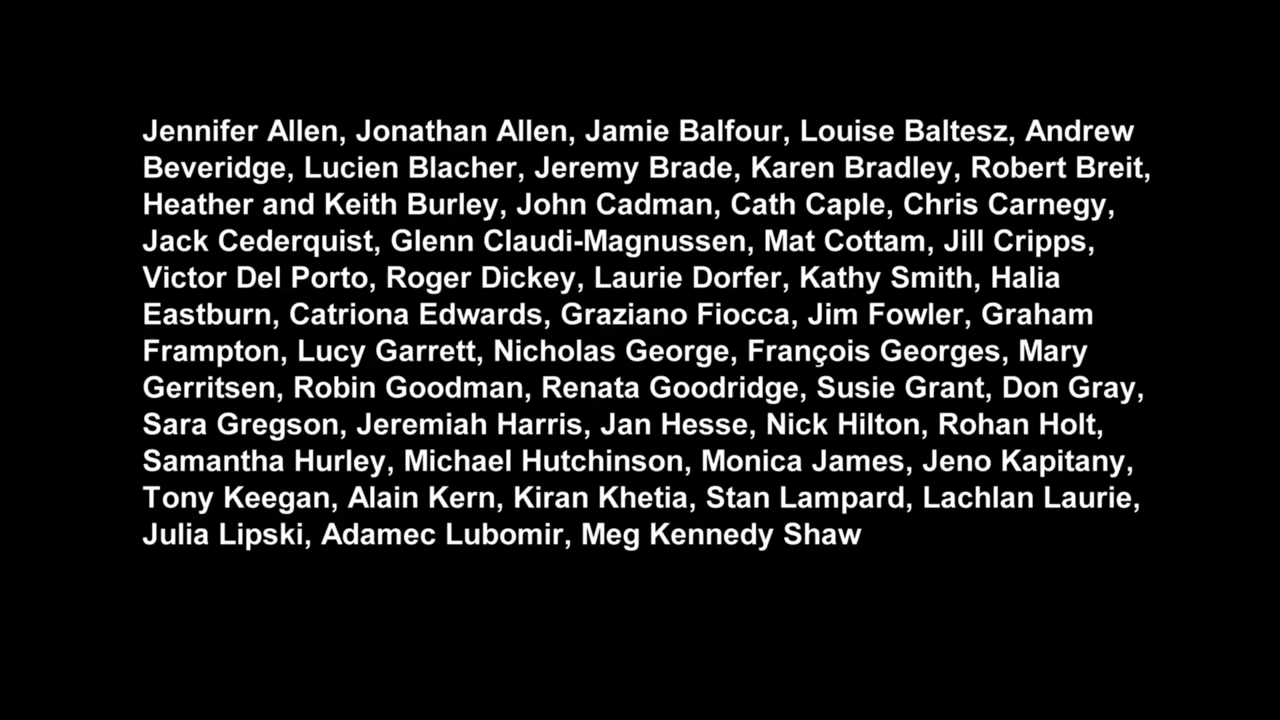 Jennifer Allen, Jonathan Allen, Jamie Balfour, Louise Baltesz, Andrew
Beveridge, Lucien Blacher, Jeremy Brade, Karen Bradley, Robert Breit,
Heather and Keith Burley, John Cadman, Cath Caple, Chris Carnegy,
Jack Cederquist, Glenn Claudi-Magnussen, Mat Cottam, Jill Cripps,
Victor Del Porto, Roger Dickey, Laurie Dorfer, Kathy Smith, Halia
Eastburn, Catriona Edwards, Graziano Fiocca, Jim Fowler, Graham
Frampton, Lucy Garrett, Nicholas George, François Georges, Mary
Gerritsen, Robin Goodman, Renata Goodridge, Susie Grant, Don Gray,
Sara Gregson, Jeremiah Harris, Jan Hesse, Nick Hilton, Rohan Holt,
Samantha Hurley, Michael Hutchinson, Monica James, Jeno Kapitany,
Tony Keegan, Alain Kern, Kiran Khetia, Stan Lampard, Lachlan Laurie,
Julia Lipski, Adamec Lubomir, Meg Kennedy Shaw